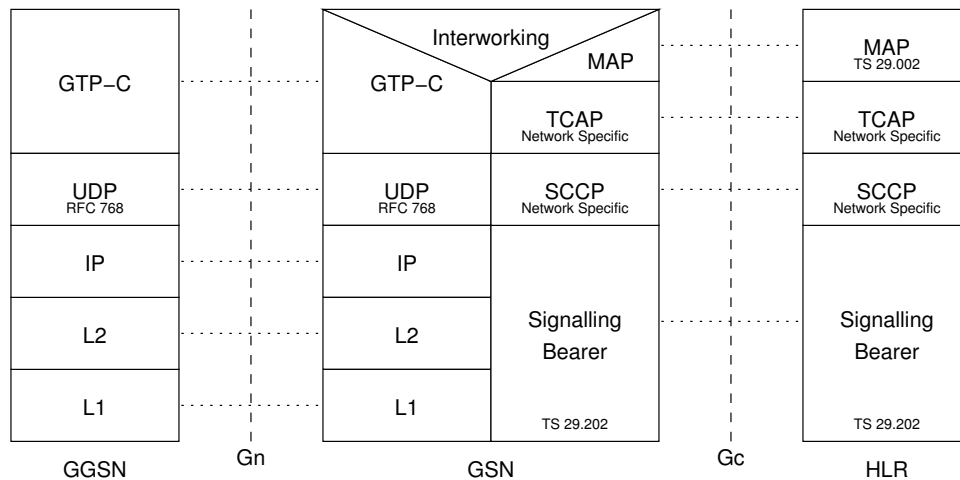 Interworking
MAP
MAP
TS 29.002
GTP−C
GTP−C
TCAP
Network Specific
TCAP
Network Specific
UDP
RFC 768
UDP
RFC 768
SCCP
Network Specific
SCCP
Network Specific
IP
IP
L2
L2
Signalling
Bearer
Signalling
Bearer
L1
L1
TS 29.202
TS 29.202
Gn
Gc
GGSN
GSN
HLR